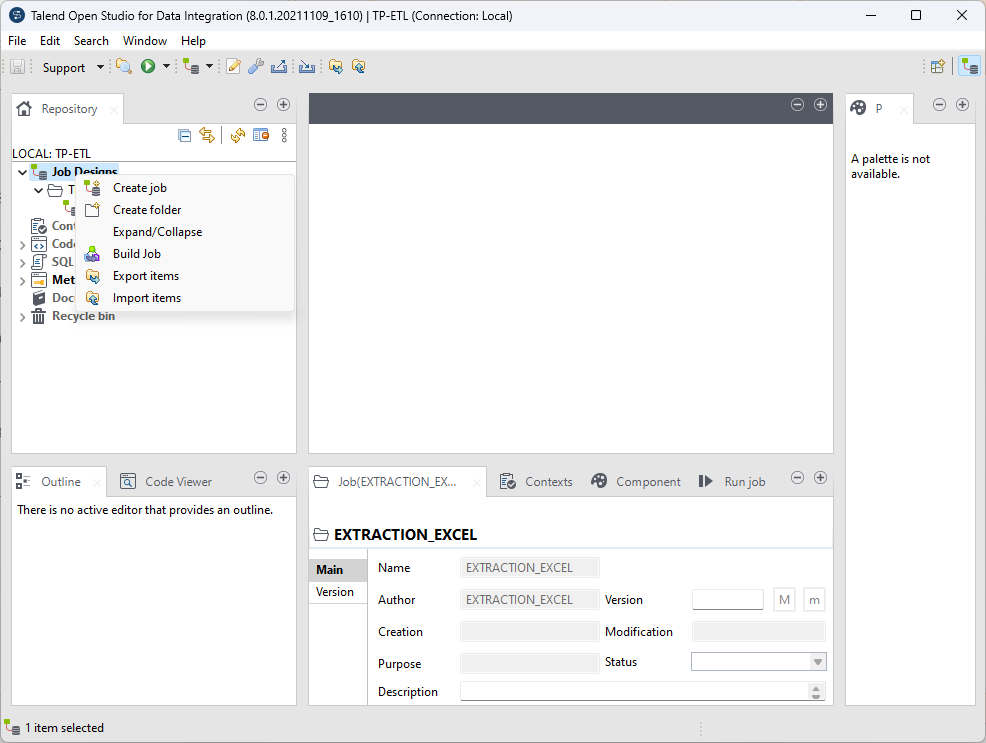 Talend Open Studio for Data Integration (8.0.1.20211109_1610) | TP-ETL (Connection: Local)
File Edit Search Window Help
Support
Repository
P
LOCAL: TP-ETL
A palette is not
available.
Job Designs
T
Create job
Create folder
Expand/Collapse
Build Job
Export items
Import items
Cont
Code
SQL
Met
Docu
Recycle bin
Outline Code Viewer
Job(EXTRACTION_EX... Contexts Component Run job
There is no active editor that provides an outline.
EXTRACTION_EXCEL
Main
Version
Name EXTRACTION_EXCEL
Author EXTRACTION_EXCEL Version M m
Creation Modification
Purpose Status
Description
1 item selected